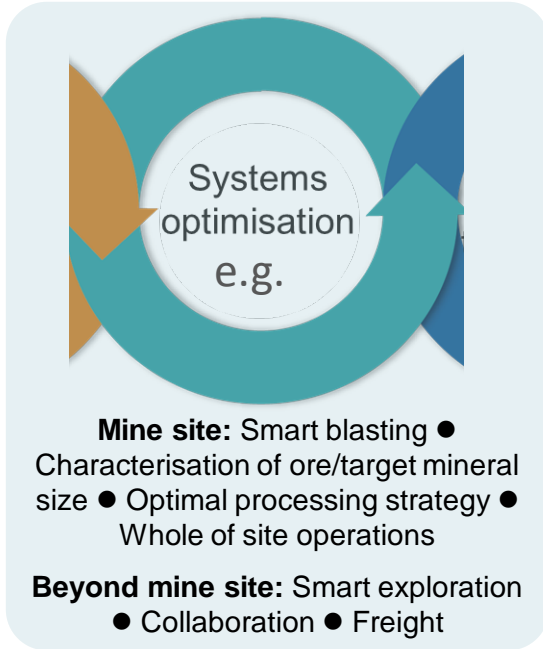 Systems
optimisation
e.g.
Mine site: Smart blasting ●
Characterisation of ore/target mineral
size ● Optimal processing strategy ●
Whole of site operations
Beyond mine site: Smart exploration
● Collaboration ● Freight